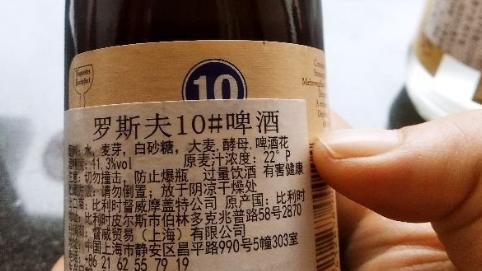 10
罗斯夫10#啤酒
水, 麦芽, 白砂糖, 大麦, 酵母, 啤酒花
11.3%vol 原麦汁浓度: 22°P
切勿撞击, 防止爆瓶 过量饮酒 有害健康
请勿倒置; 放于阴凉干燥处
比利时督威摩盖特公司 原产国: 比利时
比利时皮尔斯市伯林多克兆普路58号2870
督威贸易(上海)有限公司
中国上海市静安区昌平路990号5幢303室
86 21 62 55 79 19